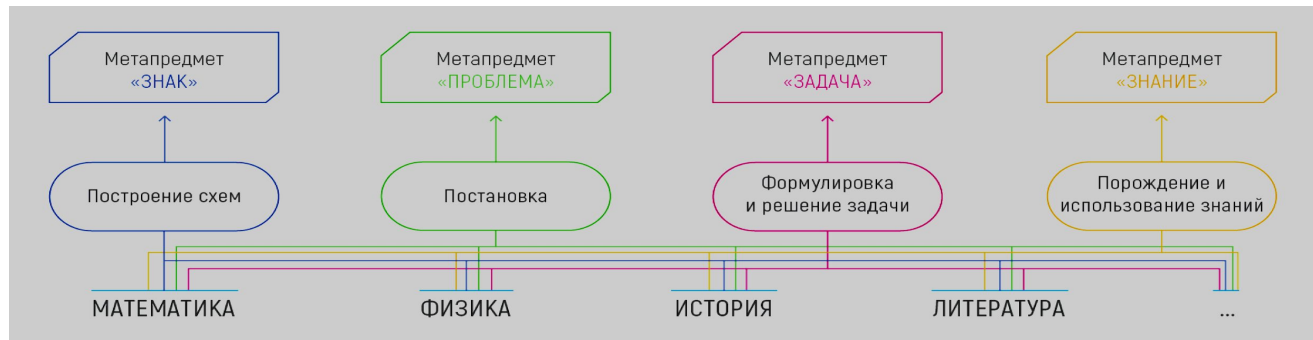 Метапредмет
«ЗНАК»
Метапредмет
«ПРОБЛЕМА»
Метапредмет
«ЗАДАЧА»
Метапредмет
«ЗНАНИЕ»
Построение схем
Постановка
Формулировка
и решение задачи
Порождение и
использование знаний
МАТЕМАТИКА
ФИЗИКА
ИСТОРИЯ
ЛИТЕРАТУРА
...